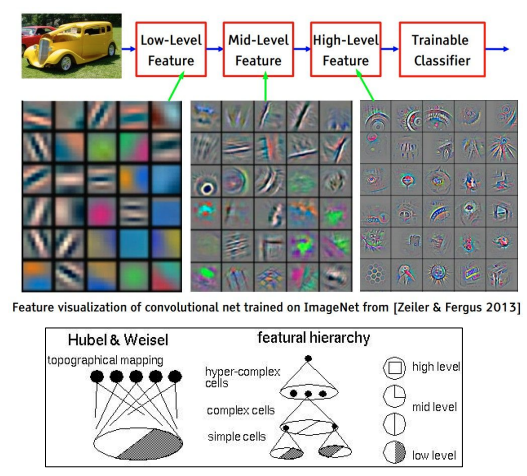 Low-Level
Feature
Mid-Level
Feature
High-Level
Feature
Trainable
Classifier
Feature visualization of convolutional net trained on ImageNet from [Zeiler & Fergus 2013]
Hubel & Weisel
topographical mapping
featural hierarchy
hyper-complex
cells
complex cells
simple cells
high level
mid level
low level